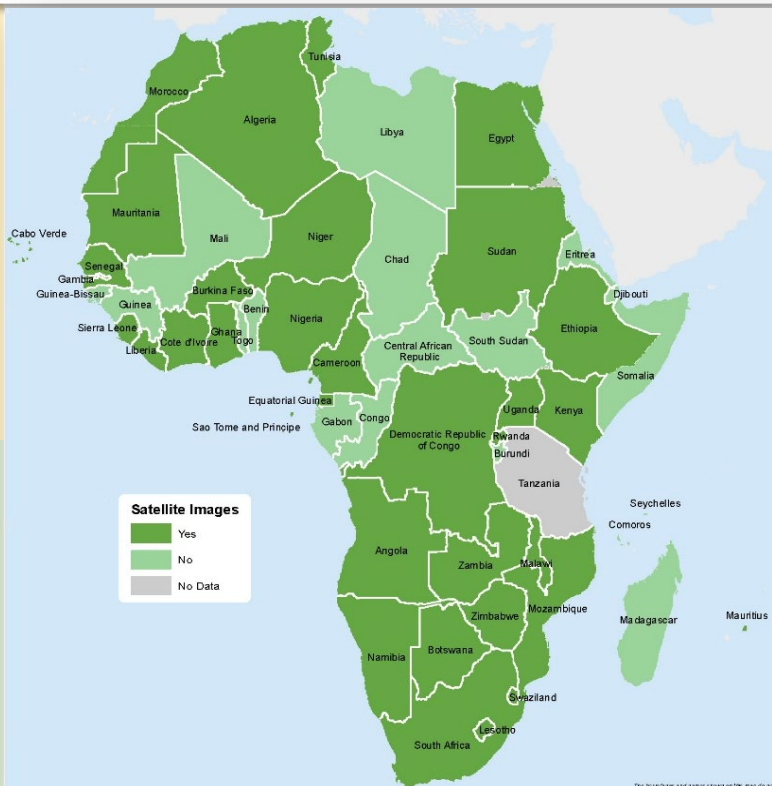 Tunisia
Morocco
Algeria
Libya
Egypt
Mauritania
Cabo Verde
Mali
Niger
Chad
Sudan
Eritrea
Senegal
Gambia
Guinea-Bissau
Guinea
Burkina Faso
Benin
Djibouti
Nigeria
Sierra Leone
Ghana
Togo
Cote d'Ivoire
Liberia
Ethiopia
Central African
Republic
South Sudan
Cameroon
Somalia
Equatorial Guinea
Gabon
Congo
Sao Tome and Principe
Uganda
Kenya
Democratic Republic
of Congo
Rwanda
Burundi
Tanzania
Seychelles
Comoros
Satellite Images
Yes
No
No Data
Angola
Zambia
Malawi
Mozambique
Zimbabwe
Madagascar
Mauritius
Namibia
Botswana
Swaziland
Lesotho
South Africa